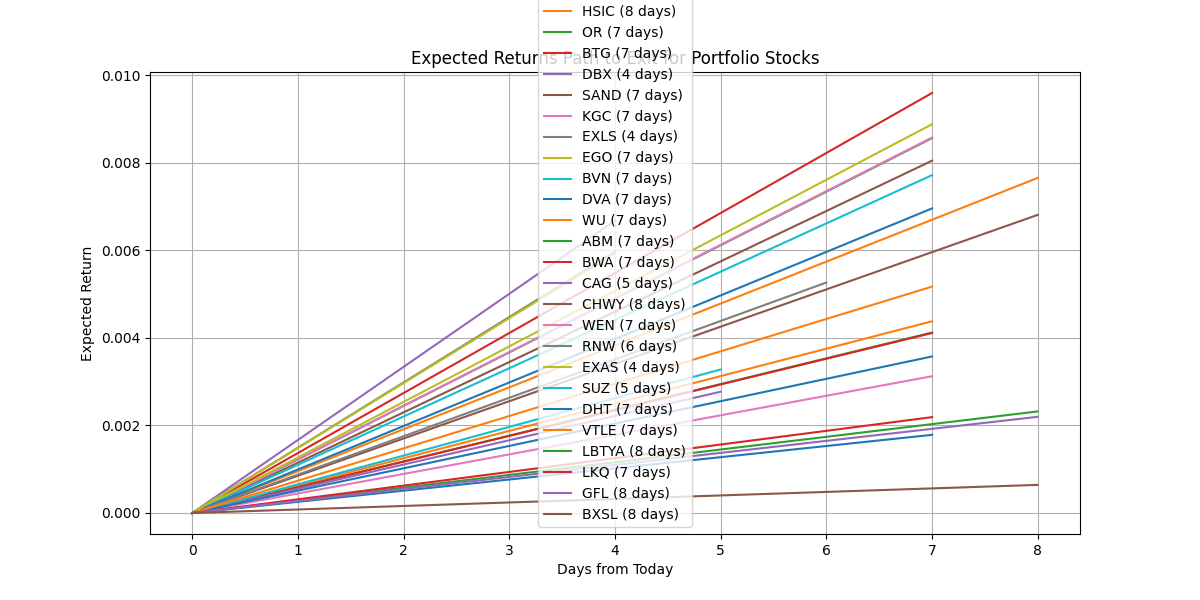 HSIC (8 days)
OR (7 days)
Expected Returns Path to Exit for Portfolio Stocks
BTG (7 days)
DBX (4 days)
SAND (7 days)
KGC (7 days)
EXLS (4 days)
EGO (7 days)
BVN (7 days)
DVA (7 days)
WU (7 days)
ABM (7 days)
BWA (7 days)
CAG (5 days)
CHWY (8 days)
WEN (7 days)
RNW (6 days)
EXAS (4 days)
SUZ (5 days)
DHT (7 days)
VTLE (7 days)
LBTYA (8 days)
LKQ (7 days)
GFL (8 days)
BXSL (8 days)
0.010
0.008
0.006
0.004
0.002
0.000
Expected Return
0 1 2 3 4 5 6 7 8
Days from Today